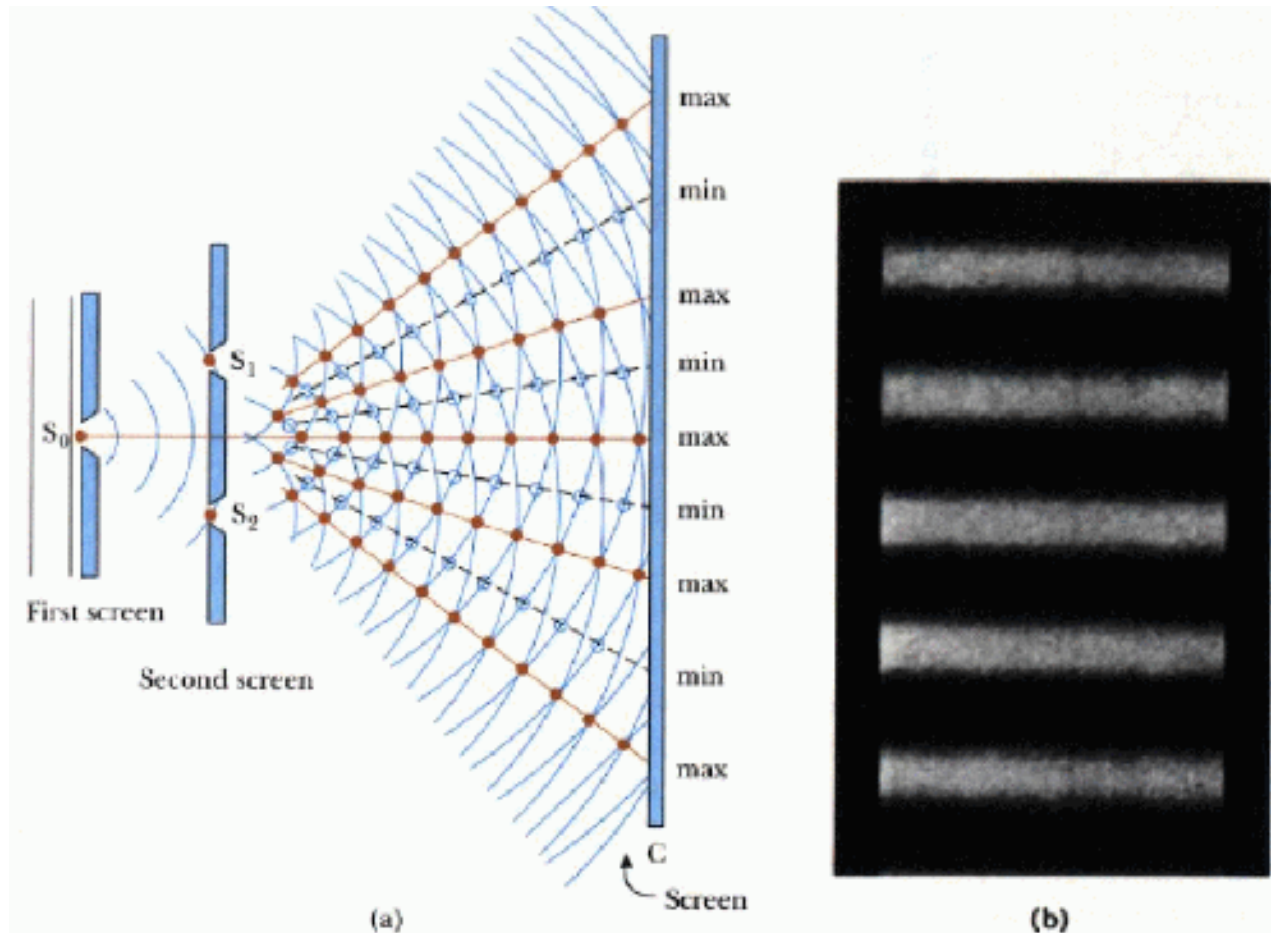 max
min
max
S₁
min
S₀
max
S₂
min
max
First screen
Second screen
min
max
C
Screen
(a)
(b)